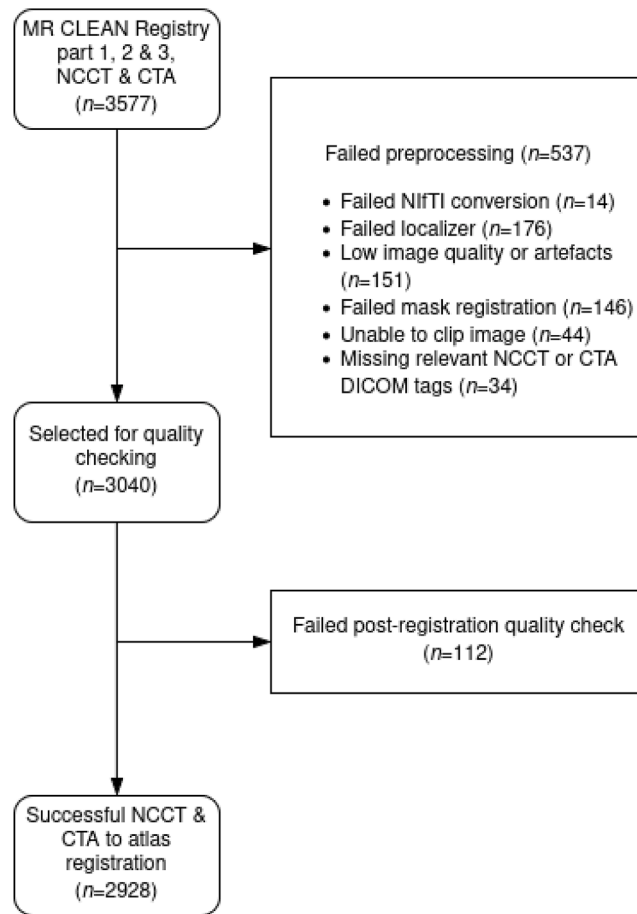 MR CLEAN Registry
part 1, 2 & 3,
NCCT & CTA
(n=3577)
Failed preprocessing (n=537)
• Failed NIfTI conversion (n=14)
• Failed localizer (n=176)
• Low image quality or artefacts
(n=151)
• Failed mask registration (n=146)
• Unable to clip image (n=44)
• Missing relevant NCCT or CTA
DICOM tags (n=34)
Selected for quality
checking
(n=3040)
Failed post-registration quality check
(n=112)
Successful NCCT &
CTA to atlas
registration
(n=2928)